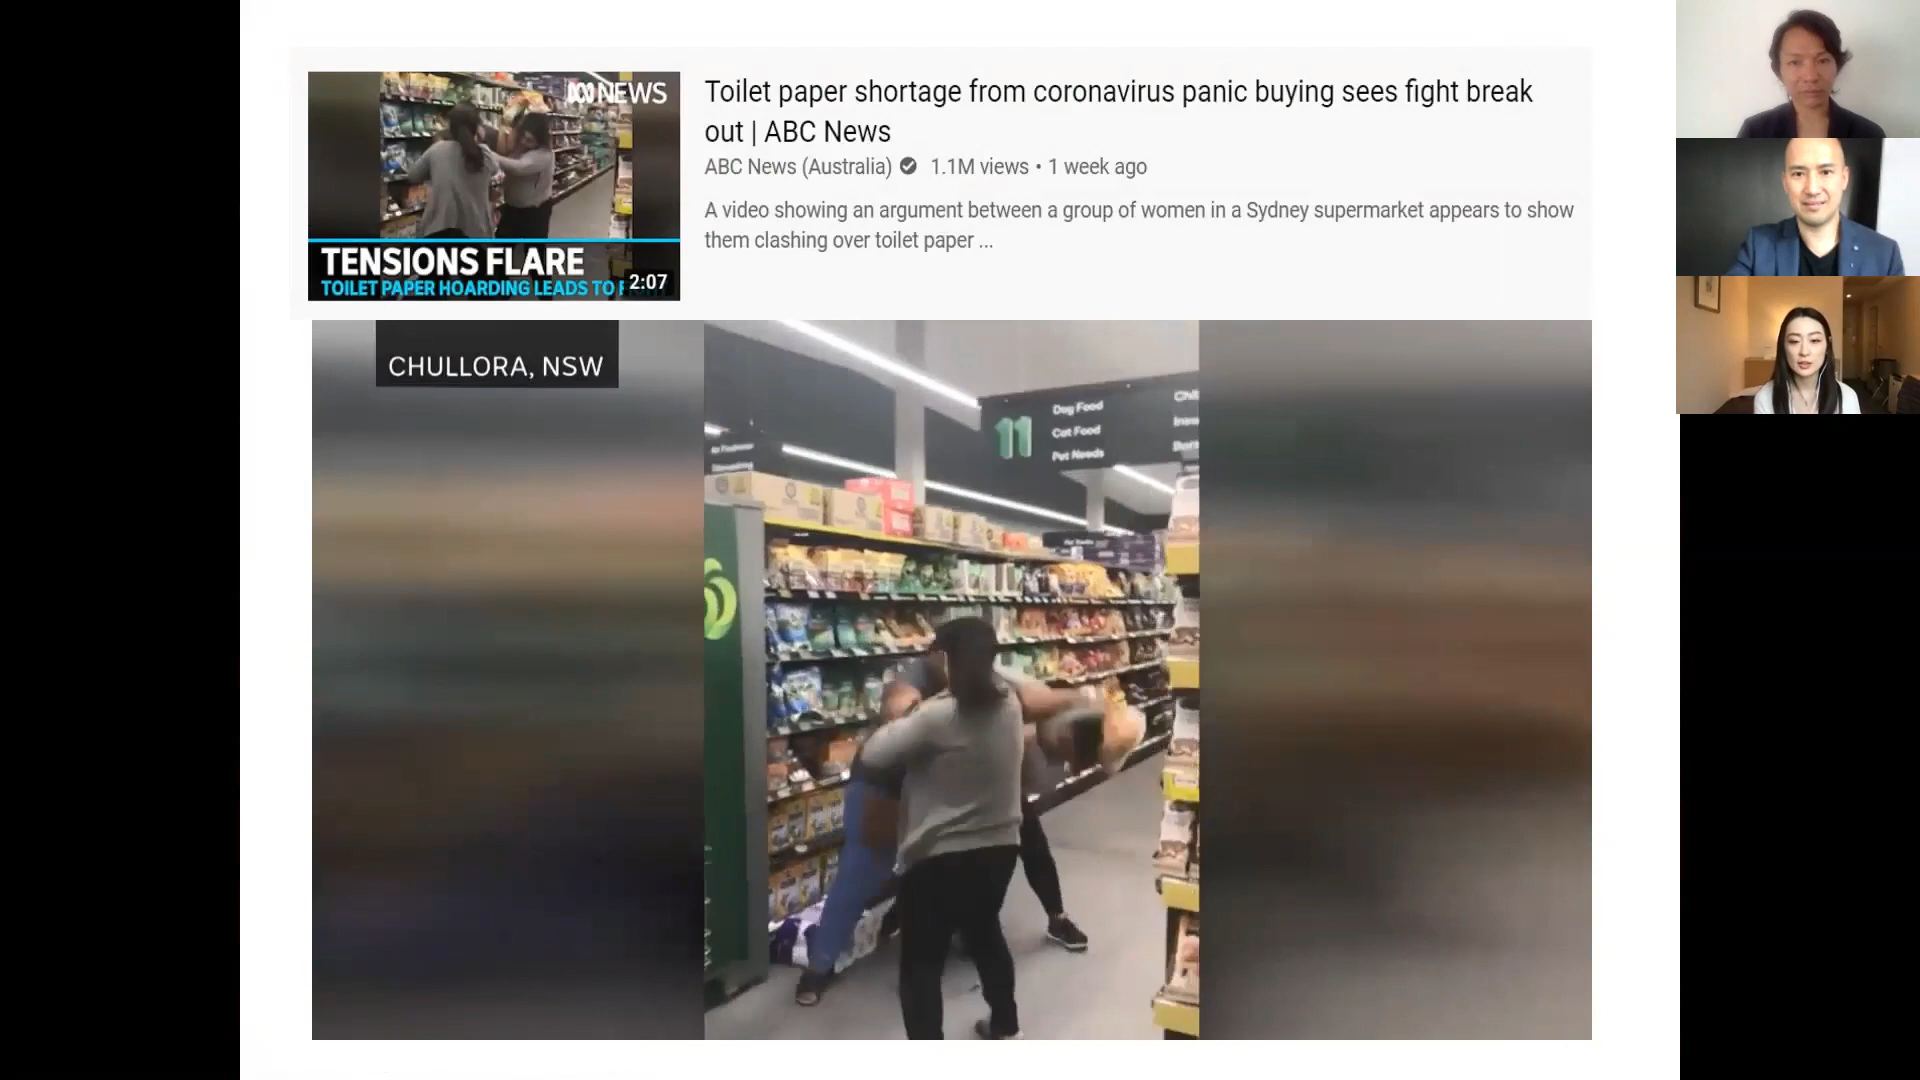 NEWS
TENSIONS FLARE
TOILET PAPER HOARDING LEADS TO
2:07
Toilet paper shortage from coronavirus panic buying sees fight break
out | ABC News
ABC News (Australia) 1.1M views • 1 week ago
A video showing an argument between a group of women in a Sydney supermarket appears to show
them clashing over toilet paper ...
CHULLORA, NSW
11
Dog Food
Cat Food
Pet Needs